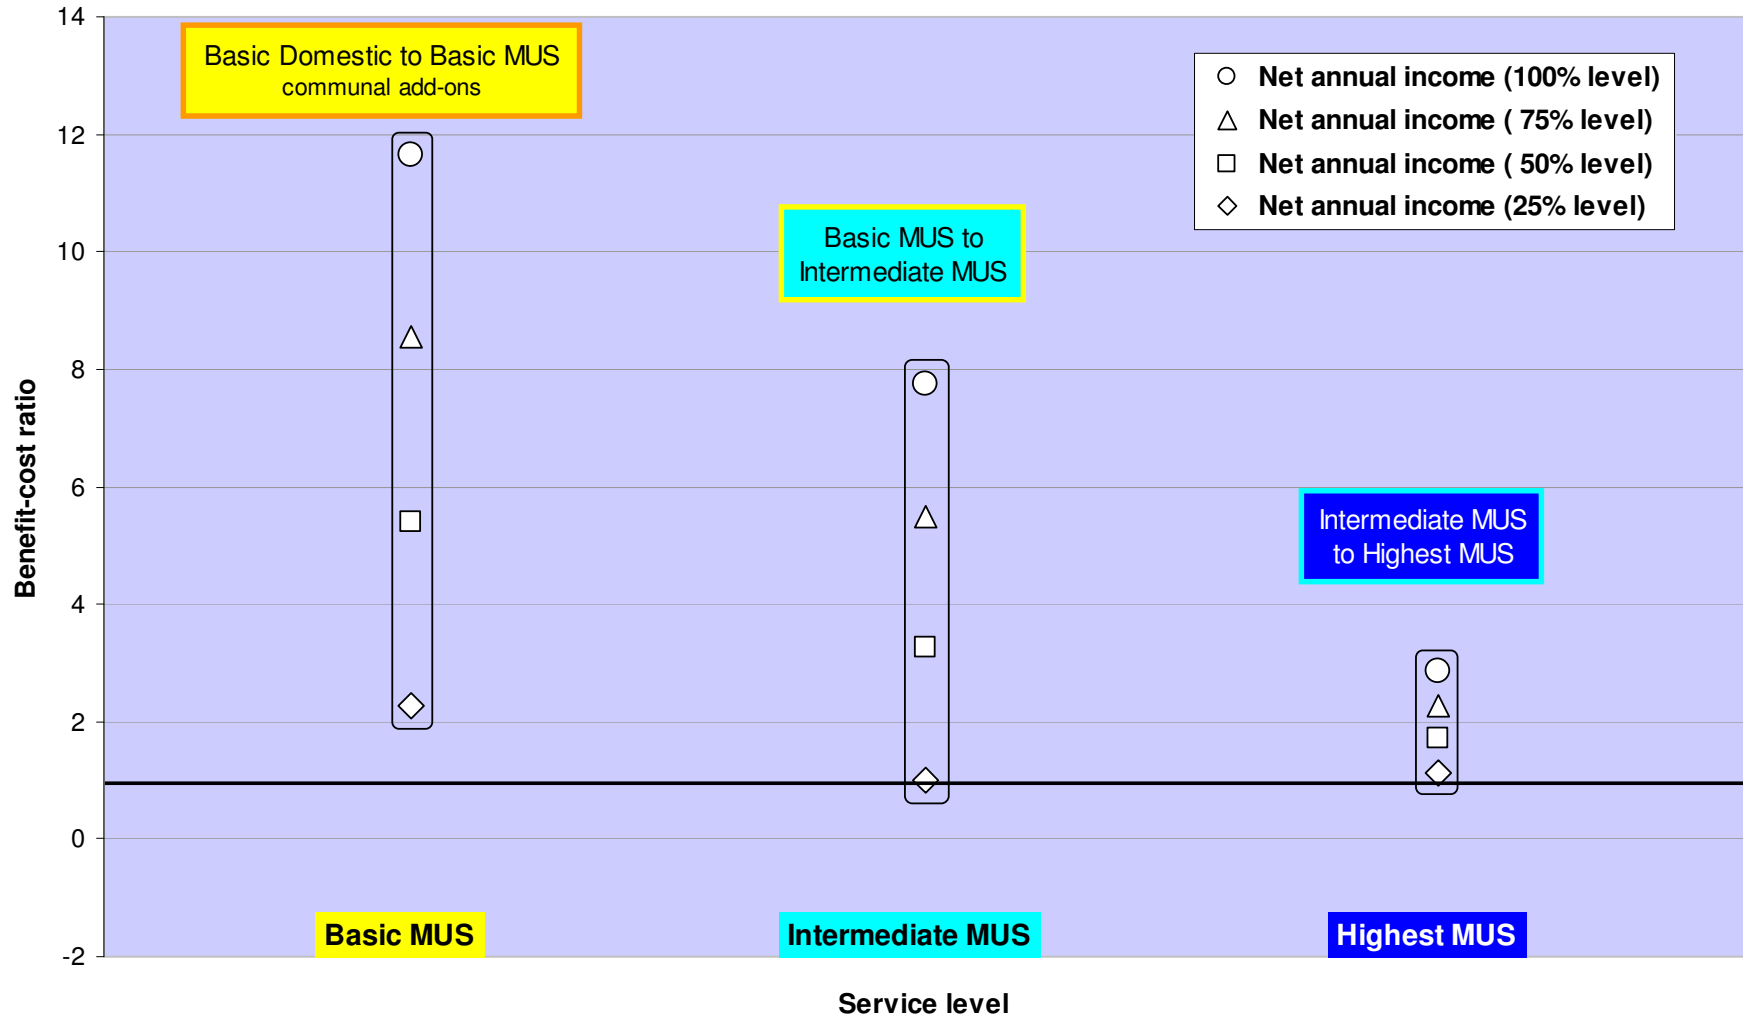 14
12
10
8
6
4
2
0
-2
Benefit-cost ratio
Basic Domestic to Basic MUS
communal add-ons
Basic MUS to
Intermediate MUS
Intermediate MUS
to Highest MUS
Net annual income (100% level)
Net annual income ( 75% level)
Net annual income ( 50% level)
Net annual income (25% level)
Basic MUS
Intermediate MUS
Highest MUS
Service level